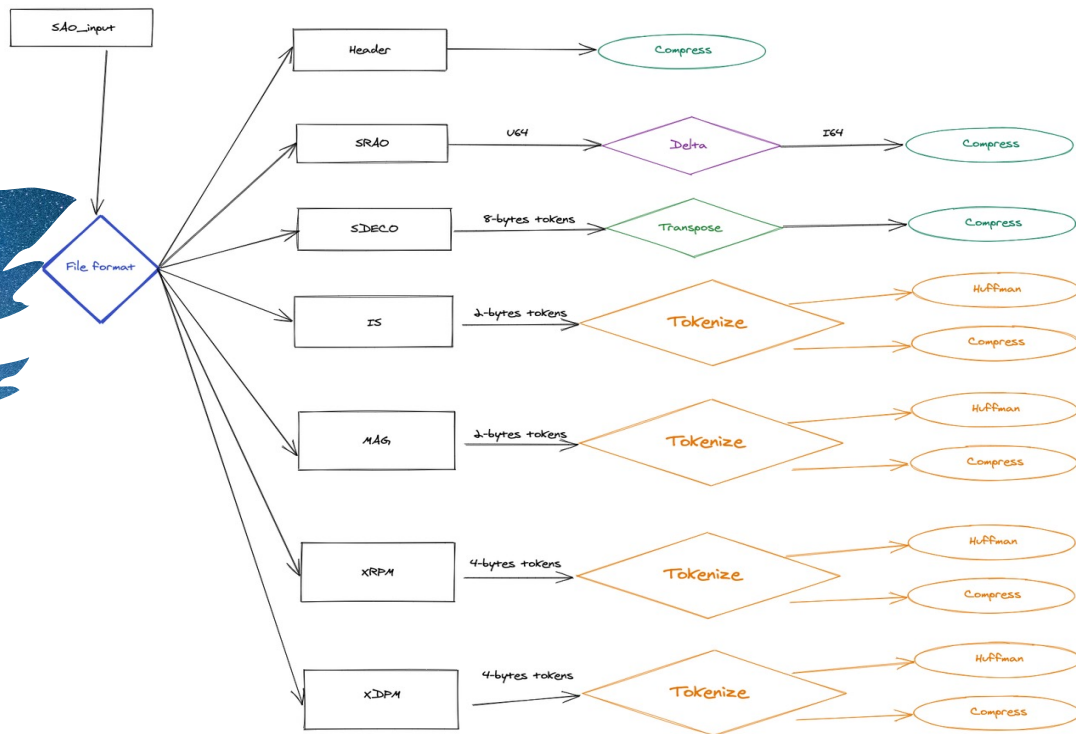 SAO_input
Header
Compress
SRAO
U64
Delta
I64
Compress
File format
SDECO
8-bytes tokens
Transpose
Compress
IS
2-bytes tokens
Tokenize
Huffman
Compress
MAG
2-bytes tokens
Tokenize
Huffman
Compress
XRPM
4-bytes tokens
Tokenize
Huffman
Compress
XDPM
4-bytes tokens
Tokenize
Huffman
Compress